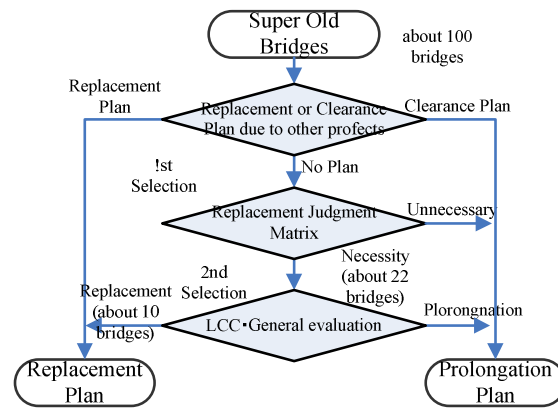 Super Old
Bridges
about 100
bridges
Replacement
Plan
Replacement or Clearance
Plan due to other profects
Clearance Plan
!st
Selection
No Plan
Replacement Judgment
Matrix
Unnecessary
2nd
Selection
Necessity
(about 22
bridges)
Replacement
(about 10
bridges)
LCC・General evaluation
Plorongnation
Replacement
Plan
Prolongation
Plan